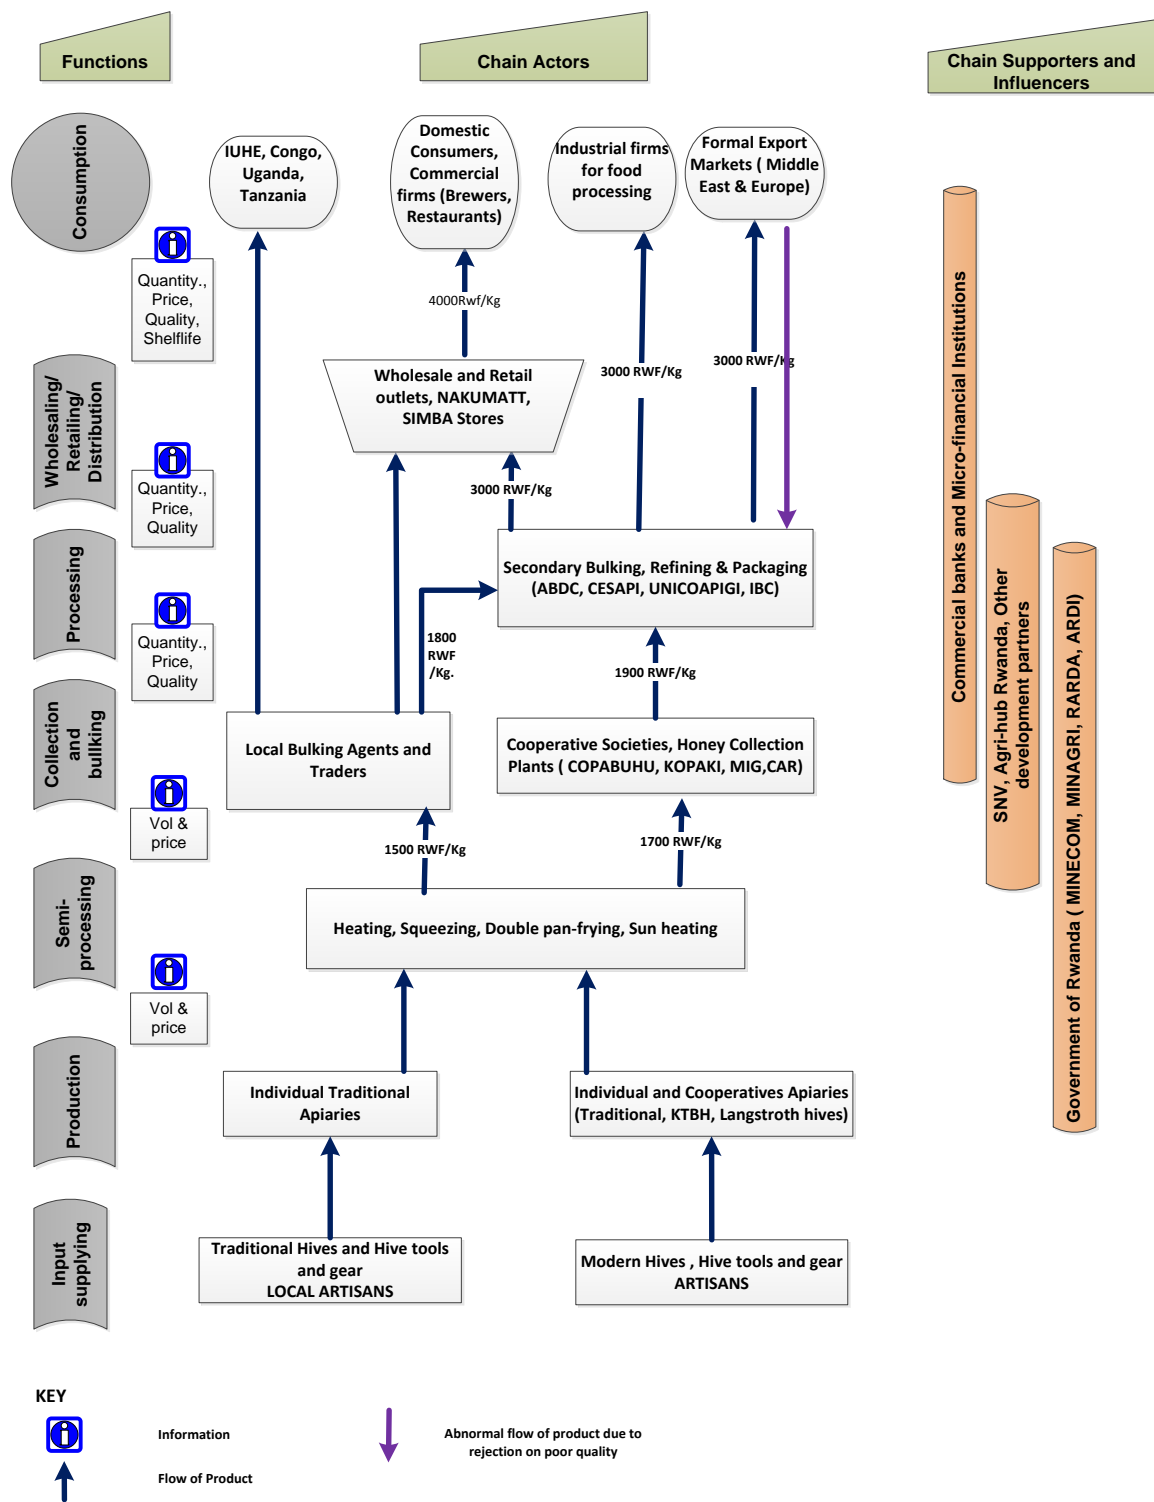 Functions
Chain Actors
Chain Supporters and
Influencers
Consumption
IUHE, Congo,
Uganda,
Tanzania
Domestic
Consumers,
Commercial
firms (Brewers,
Restaurants)
Industrial firms
for food
processing
Formal Export
Markets ( Middle
East & Europe)
Quantity.,
Price,
Quality,
Shelflife
4000Rwf/Kg
Wholesaling/
Retailing/
Distribution
Wholesale and Retail
outlets, NAKUMATT,
SIMBA Stores
3000 RWF/Kg
3000 RWF/Kg
3000 RWF/Kg
Quantity.,
Price,
Quality
Processing
Secondary Bulking, Refining & Packaging
(ABDC, CESAPI, UNICOAPIGI, IBC)
Quantity.,
Price,
Quality
1800
RWF
/Kg.
1900 RWF/Kg
Collection
and
bullking
Local Bulking Agents and
Traders
Cooperative Societies, Honey Collection
Plants ( COPABUHU, KOPAKI, MIG,CAR)
Vol &
price
1500 RWF/Kg
1700 RWF/Kg
Semi-
processing
Heating, Squeezing, Double pan-frying, Sun heating
Vol &
price
Production
Individual Traditional
Apiaries
Individual and Cooperatives Apiaries
(Traditional, KTBH, Langstroth hives)
Input
supplying
Traditional Hives and Hive tools
and gear
LOCAL ARTISANS
Modern Hives , Hive tools and gear
ARTISANS
Commercial banks and Micro-financial Institutions
SNV, Agri-hub Rwanda, Other
development partners
Government of Rwanda ( MINECOM, MINAGRI, RARDA, ARDI)
KEY
Information
Flow of Product
Abnormal flow of product due to
rejection on poor quality